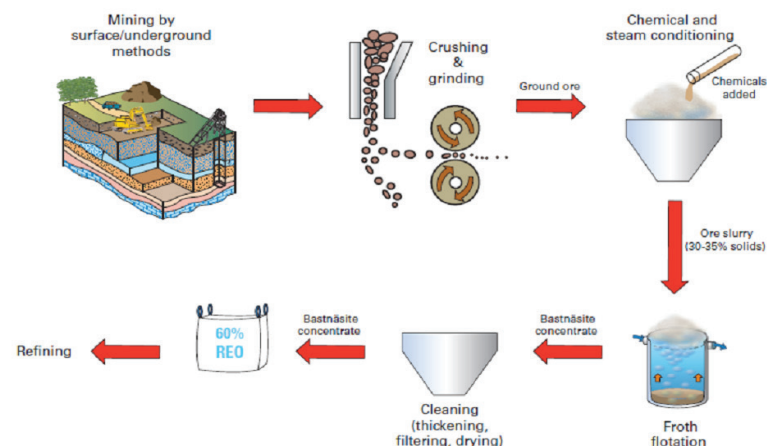 Mining by
surface/underground
methods
Crushing
&
grinding
Ground ore
Chemical and
steam conditioning
Chemicals
added
Ore slurry
(30-35% solids)
Froth
flotation
Bastnäsite
concentrate
Cleaning
(thickening,
filtering, drying)
Bastnäsite
concentrate
60%
REO
Refining